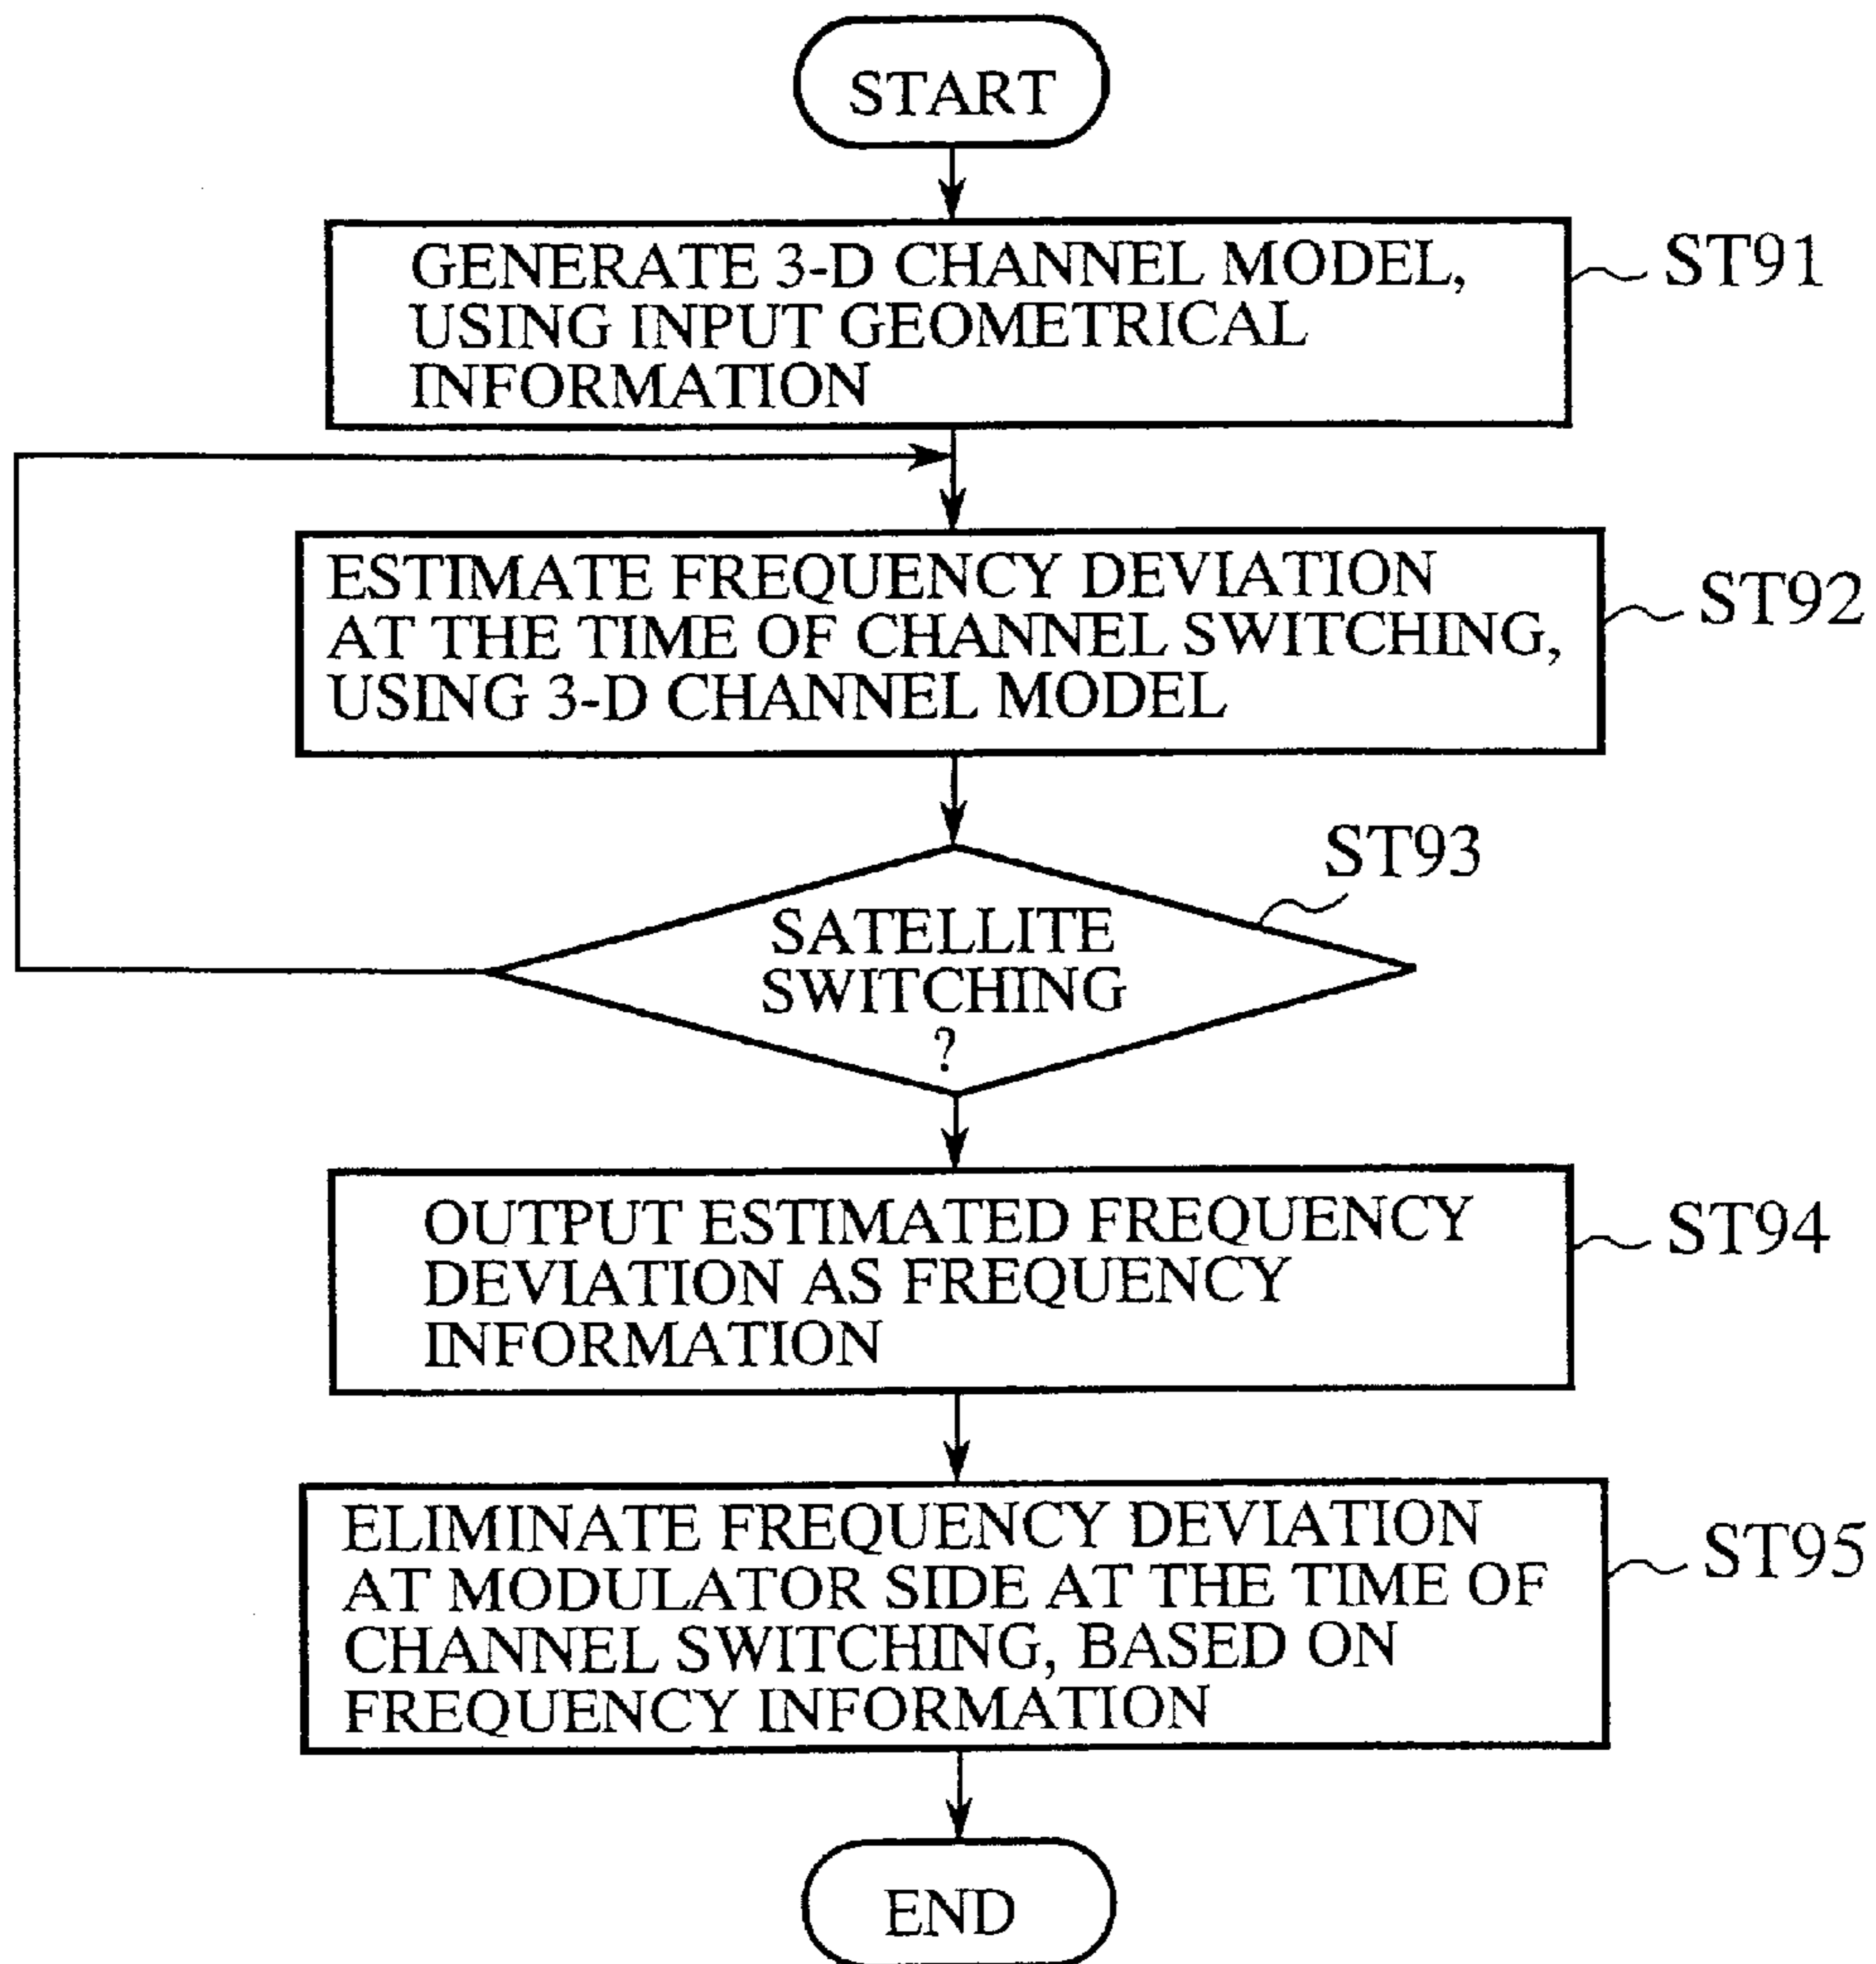 START
GENERATE 3-D CHANNEL MODEL,
USING INPUT GEOMETRICAL
INFORMATION
ST91
ESTIMATE FREQUENCY DEVIATION
AT THE TIME OF CHANNEL SWITCHING,
USING 3-D CHANNEL MODEL
ST92
ST93
SATELLITE
SWITCHING
?
OUTPUT ESTIMATED FREQUENCY
DEVIATION AS FREQUENCY
INFORMATION
ST94
ELIMINATE FREQUENCY DEVIATION
AT MODULATOR SIDE AT THE TIME OF
CHANNEL SWITCHING, BASED ON
FREQUENCY INFORMATION
ST95
END